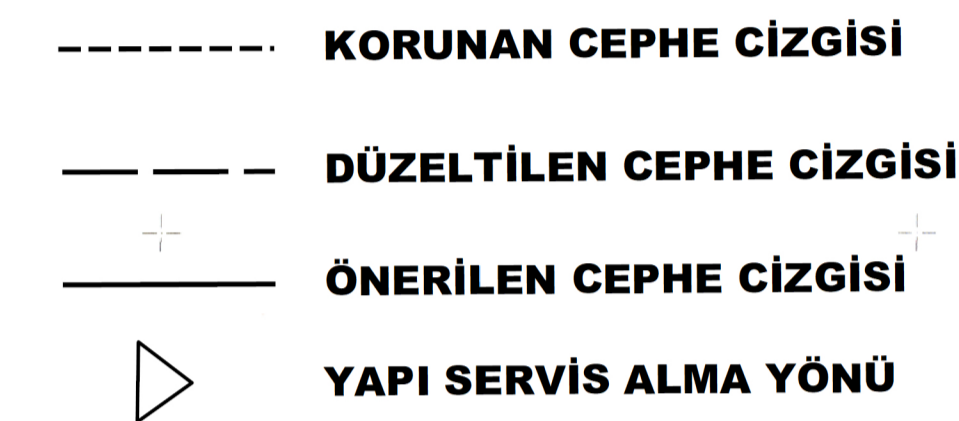 KORUNAN CEPHE CİZGİSİ
DÜZELTİLEN CEPHE CİZGİSİ
ÖNERİLEN CEPHE CİZGİSİ
YAPI SERVİS ALMA YÖNÜ